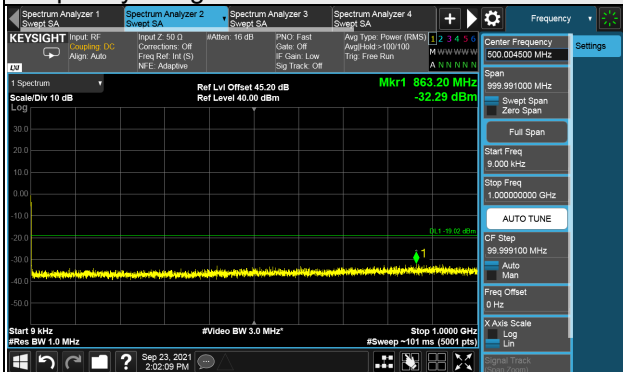 Spectrum Analyzer 1
Swept SA
Spectrum Analyzer 2
Swept SA
Spectrum Analyzer 3
Swept SA
Spectrum Analyzer 4
Swept SA
Frequency
KEYSIGHT
Input: RF
Coupling: DC
Align: Auto
Input Z: 50 Ω
Corrections: Off
Freq Ref: Int (S)
NFE: Adaptive
#Atten: 16 dB
PNO: Fast
Gate: Off
IF Gain: Low
Sig Track: Off
Avg Type: Power (RMS)
Avg|Hold:>100/100
Trig: Free Run
1 2 3 4 5 6
M W W W W W
A N N N N N
LXI
1 Spectrum
Scale/Div 10 dB
Log
Ref Lvl Offset 45.20 dB
Ref Level 40.00 dBm
Mkr1 863.20 MHz
-32.29 dBm
30.0
20.0
10.0
0.00
-10.0
-20.0
-30.0
-40.0
-50.0
DL1 -19.02 dBm
1
Start 9 kHz
#Res BW 1.0 MHz
#Video BW 3.0 MHz*
Stop 1.0000 GHz
#Sweep ~101 ms (5001 pts)
Center Frequency
500.004500 MHz
Settings
Span
999.991000 MHz
Swept Span
Zero Span
Full Span
Start Freq
9.000 kHz
Stop Freq
1.000000000 GHz
AUTO TUNE
CF Step
99.999100 MHz
Auto
Man
Freq Offset
0 Hz
X Axis Scale
Log
Lin
Signal Track
(Span Zoom)
?
Sep 23, 2021
2:02:09 PM